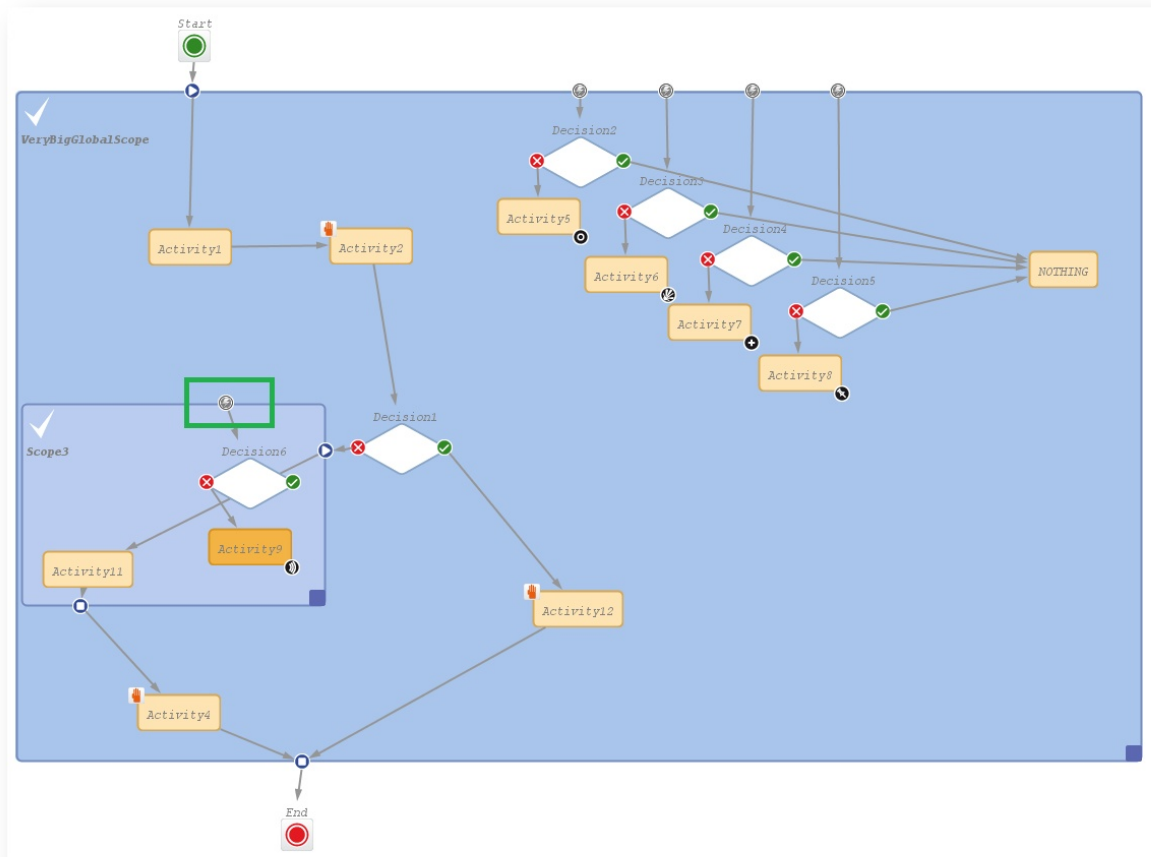 Start
VeryBigGlobalScope
Decision2
Decision3
Activity5
Decision4
Activity1
Activity2
Activity6
NOTHING
Decision5
Activity7
Activity8
Decision1
Scope3
Decision6
Activity9
Activity11
Activity12
Activity4
End